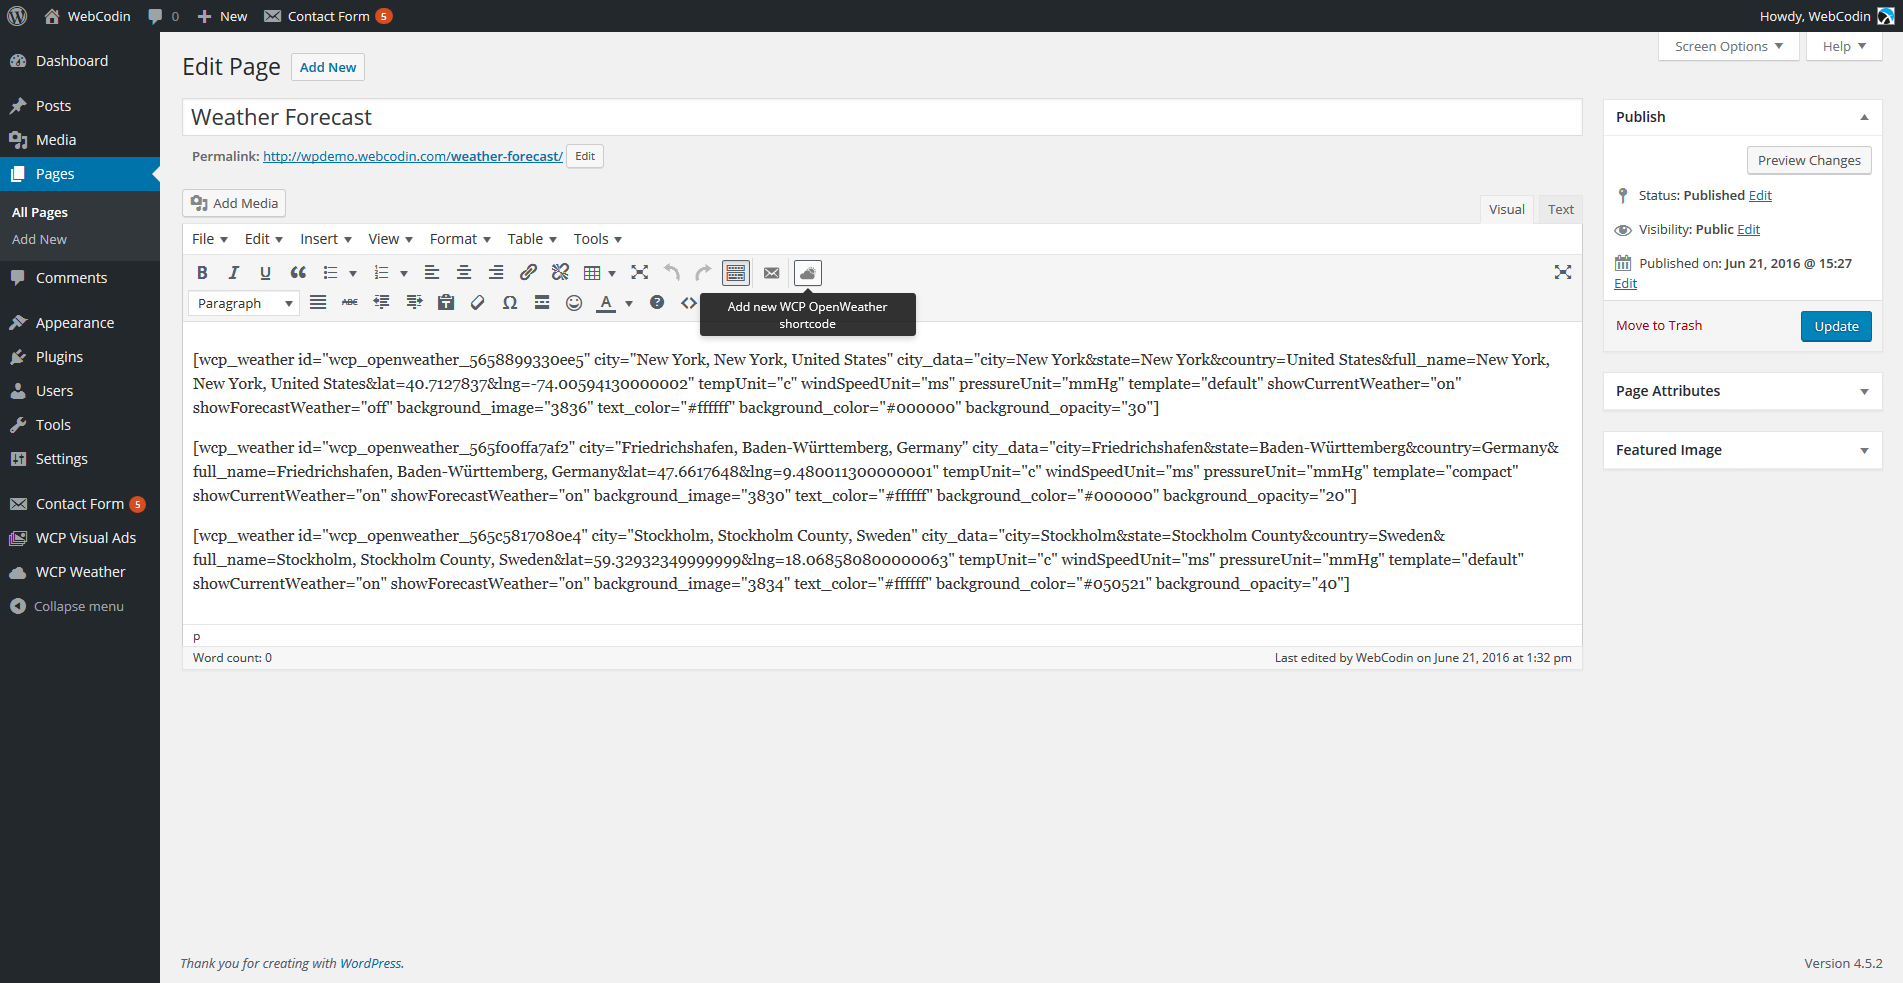 WebCodin 0 New Contact Form 5 Howdy, WebCodin
Screen Options Help
Dashboard
Posts
Media
Pages
All Pages
Add New
Comments
Appearance
Plugins
Users
Tools
Settings
Contact Form 5
WCP Visual Ads
WCP Weather
Collapse menu
Edit Page Add New
Weather Forecast
Permalink: http://wpdemo.webcodin.com/weather-forecast/ Edit
Add Media
Visual Text
File Edit Insert View Format Table Tools
B I U
Paragraph ABC Ω A
Add new WCP OpenWeather
shortcode
[wcp_weather id="wcp_openweather_5658899330ee5" city="New York, New York, United States" city_data="city=New York&state=New York&country=United States&full_name=New York,
New York, United States&lat=40.7127837&lng=-74.00594130000002" tempUnit="c" windSpeedUnit="ms" pressureUnit="mmHg" template="default" showCurrentWeather="on"
showForecastWeather="off" background_image="3836" text_color="#ffffff" background_color="#000000" background_opacity="30"]
[wcp_weather id="wcp_openweather_565f00ffa7af2" city="Friedrichshafen, Baden-Württemberg, Germany" city_data="city=Friedrichshafen&state=Baden-Württemberg&country=Germany&
full_name=Friedrichshafen, Baden-Württemberg, Germany&lat=47.6617648&lng=9.480011300000001" tempUnit="c" windSpeedUnit="ms" pressureUnit="mmHg" template="compact"
showCurrentWeather="on" showForecastWeather="on" background_image="3830" text_color="#ffffff" background_color="#000000" background_opacity="20"]
[wcp_weather id="wcp_openweather_565c5817080e4" city="Stockholm, Stockholm County, Sweden" city_data="city=Stockholm&state=Stockholm County&country=Sweden&
full_name=Stockholm, Stockholm County, Sweden&lat=59.32932349999999&lng=18.068580800000063" tempUnit="c" windSpeedUnit="ms" pressureUnit="mmHg" template="default"
showCurrentWeather="on" showForecastWeather="on" background_image="3834" text_color="#ffffff" background_color="#050521" background_opacity="40"]
p
Word count: 0
Last edited by WebCodin on June 21, 2016 at 1:32 pm
Publish
Preview Changes
Status: Published Edit
Visibility: Public Edit
Published on: Jun 21, 2016 @ 15:27
Edit
Move to Trash Update
Page Attributes
Featured Image
Thank you for creating with WordPress.
Version 4.5.2